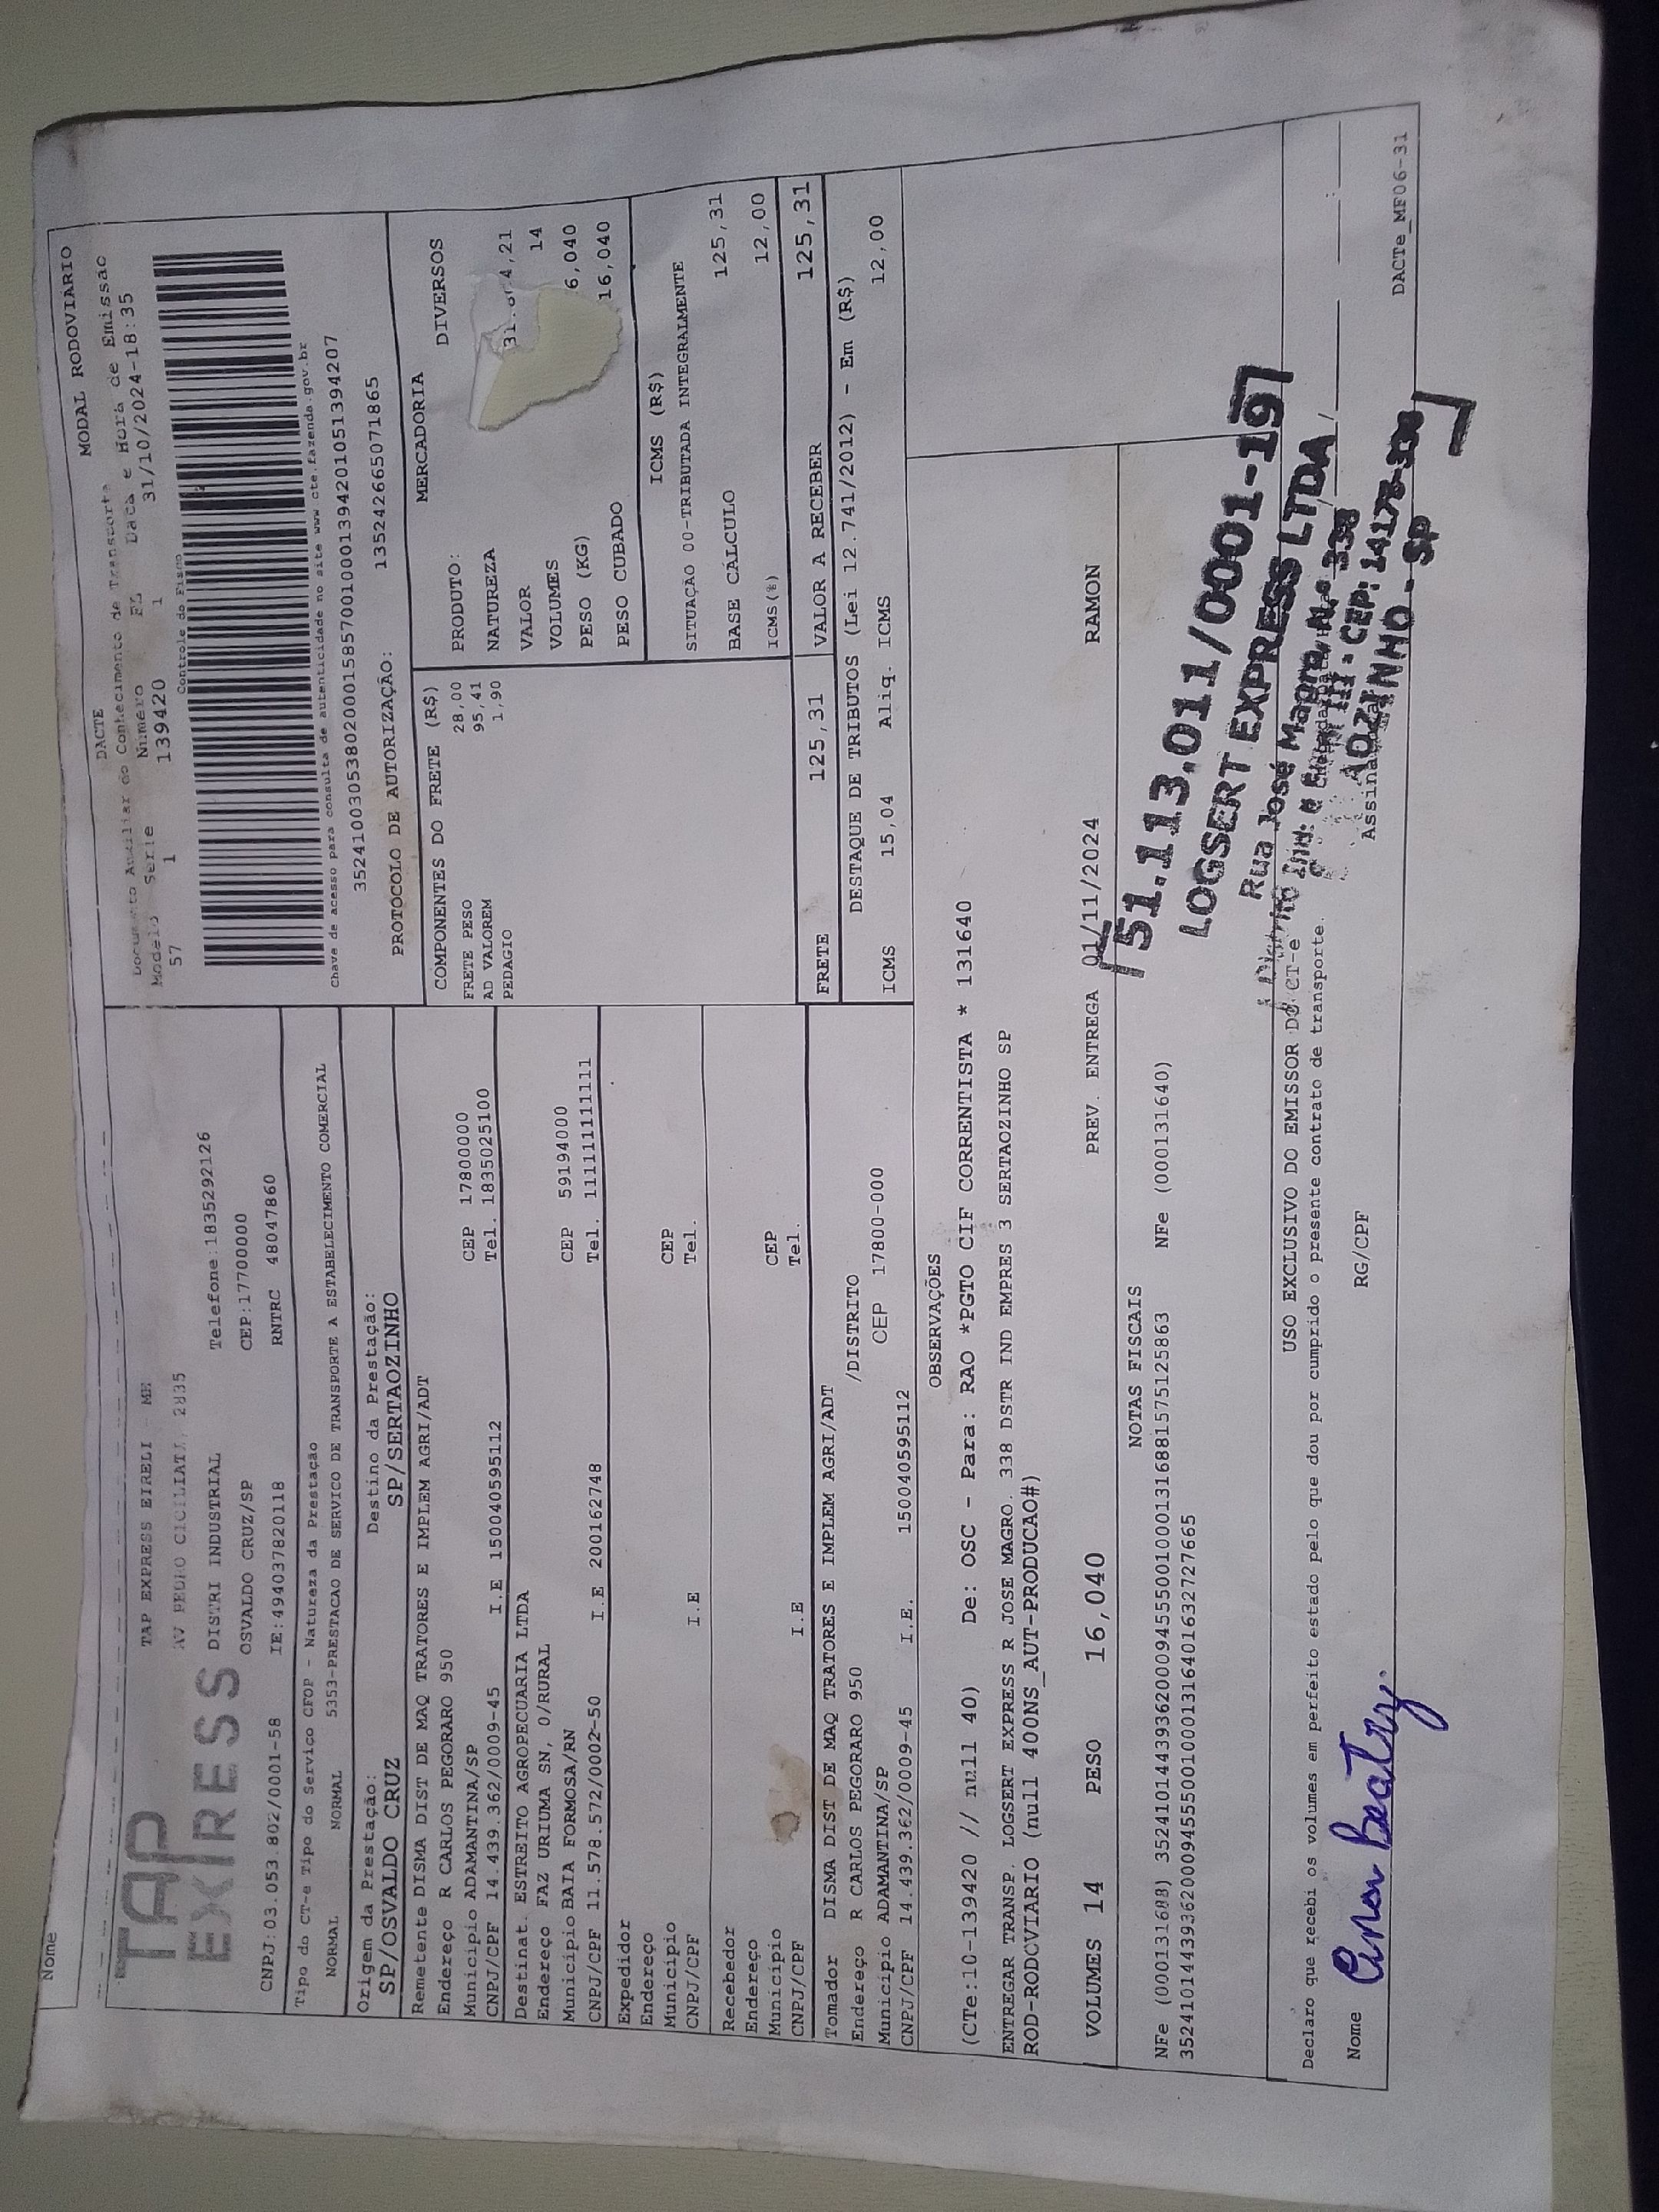 Nome
TAP
EXPRESS
TAP EXPRESS EIRELI - ME
AV PEDRO CICILIATI, 2835
DISTRI INDUSTRIAL Telefone:1835292126
OSVALDO CRUZ/SP CEP:17700000
CNPJ:03.053.802/0001-58 IE:494037820118 RNTRC 48047860
MODAL RODOVIARIO
DACTE
Documento Auxiliar do Conhecimento de Transporte
Modelo Serie Número FL Data e Hora de Emissao
57 1 139420 1 31/10/2024-18:35
Controle do Fisco
Chave de acesso para consulta de autenticidade no site www cte.fazenda.gov.br
35241003053802000158570010001394201051394207
PROTOCOLO DE AUTORIZAÇÃO: 135242665071865
Tipo do CT-e Tipo do Servico CFOP - Natureza da Prestação
NORMAL NORMAL 5353-PRESTACAO DE SERVICO DE TRANSPORTE A ESTABELECIMENTO COMERCIAL
Origem da Prestação: Destino da Prestação:
SP/OSVALDO CRUZ SP/SERTAOZINHO
Remetente DISMA DIST DE MAQ TRATORES E IMPLEM AGRI/ADT
Endereço R CARLOS PEGORARO 950
Município ADAMANTINA/SP CEP 17800000
CNPJ/CPF 14.439.362/0009-45 I.E 150040595112 Tel. 1835025100
Destinat. ESTREITO AGROPECUARIA LTDA
Endereço FAZ URIUMA SN, 0/RURAL
Município BAIA FORMOSA/RN CEP 59194000
CNPJ/CPF 11.578.572/0002-50 I.E 200162748 Tel. 111111111111
Expedidor
Endereço
Município CEP
CNPJ/CPF I.E Tel.
Recebedor
Endereço
Município CEP
CNPJ/CPF I.E Tel.
Tomador DISMA DIST DE MAQ TRATORES E IMPLEM AGRI/ADT
Endereço R CARLOS PEGORARO 950 /DISTRITO
Município ADAMANTINA/SP CEP 17800-000
CNPJ/CPF 14.439.362/0009-45 I.E. 150040595112
COMPONENTES DO FRETE (R$)
FRETE PESO 28,00
AD VALOREM 95,41
PEDAGIO 1,90
MERCADORIA
PRODUTO: DIVERSOS
NATUREZA
VALOR
VOLUMES 14
PESO (KG) 6,040
PESO CUBADO 16,040
ICMS (R$)
SITUAÇÃO 00-TRIBUTADA INTEGRALMENTE
BASE CÁLCULO 125,31
ICMS(%) 12,00
FRETE 125,31 VALOR A RECEBER 125,31
DESTAQUE DE TRIBUTOS (Lei 12.741/2012) - Em (R$)
ICMS 15,04 Aliq. ICMS 12,00
OBSERVAÇÕES
(CTe:10-139420 // null 40) De: OSC - Para: RAO *PGTO CIF CORRENTISTA * 131640
ENTREGAR TRANSP. LOGSERT EXPRESS R JOSE MAGRO. 338 DSTR IND EMPRES 3 SERTAOZINHO SP
ROD-RODCVIARIO (null 400NS_AUT-PRODUCAO#)
VOLUMES 14 PESO 16,040 PREV. ENTREGA 01/11/2024 RAMON
NOTAS FISCAIS
NFe (000131688) 35241014439362000945550010001316881575125863 NFe (000131640)
35241014439362000945550010001316401632727665
51.113.011/0001-19
LOGSERT EXPRESS LTDA
Rua José Magro, N.° 338
CEP: 14178-338
SP
USO EXCLUSIVO DO EMISSOR DO CT-e
Declaro que recebi os volumes em perfeito estado pelo que dou por cumprido o presente contrato de transporte.
Nome RG/CPF
Beatriz.
DACTe_MF06-31